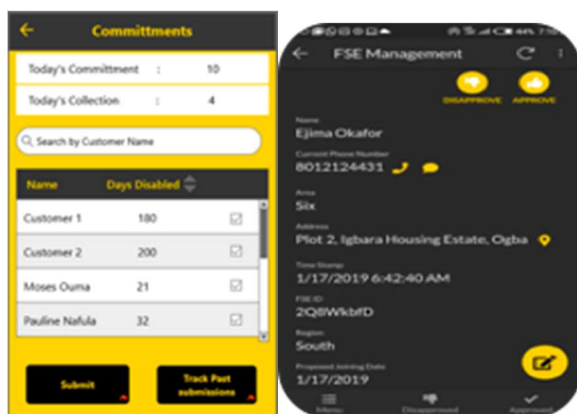 Committments
Today's Committment : 10
Today's Collection : 4
Search by Customer Name
Name Days Disabled
Customer 1 180
Customer 2 200
Moses Ouma 21
Pauline Nafula 32
Submit
Track Past
submissions
44%
FSE Management
DISAPPROVE APPROVE
Name
Ejima Okafor
Current Phone Number
8012124431
Area
Six
Address
Plot 2, Igbara Housing Estate, Ogba
Time Stamp
1/17/2019 6:42:40 AM
FSE ID
2Q8WkbfD
Region
South
Proposed Joining Date
1/17/2019
Menu Disapproved Approved